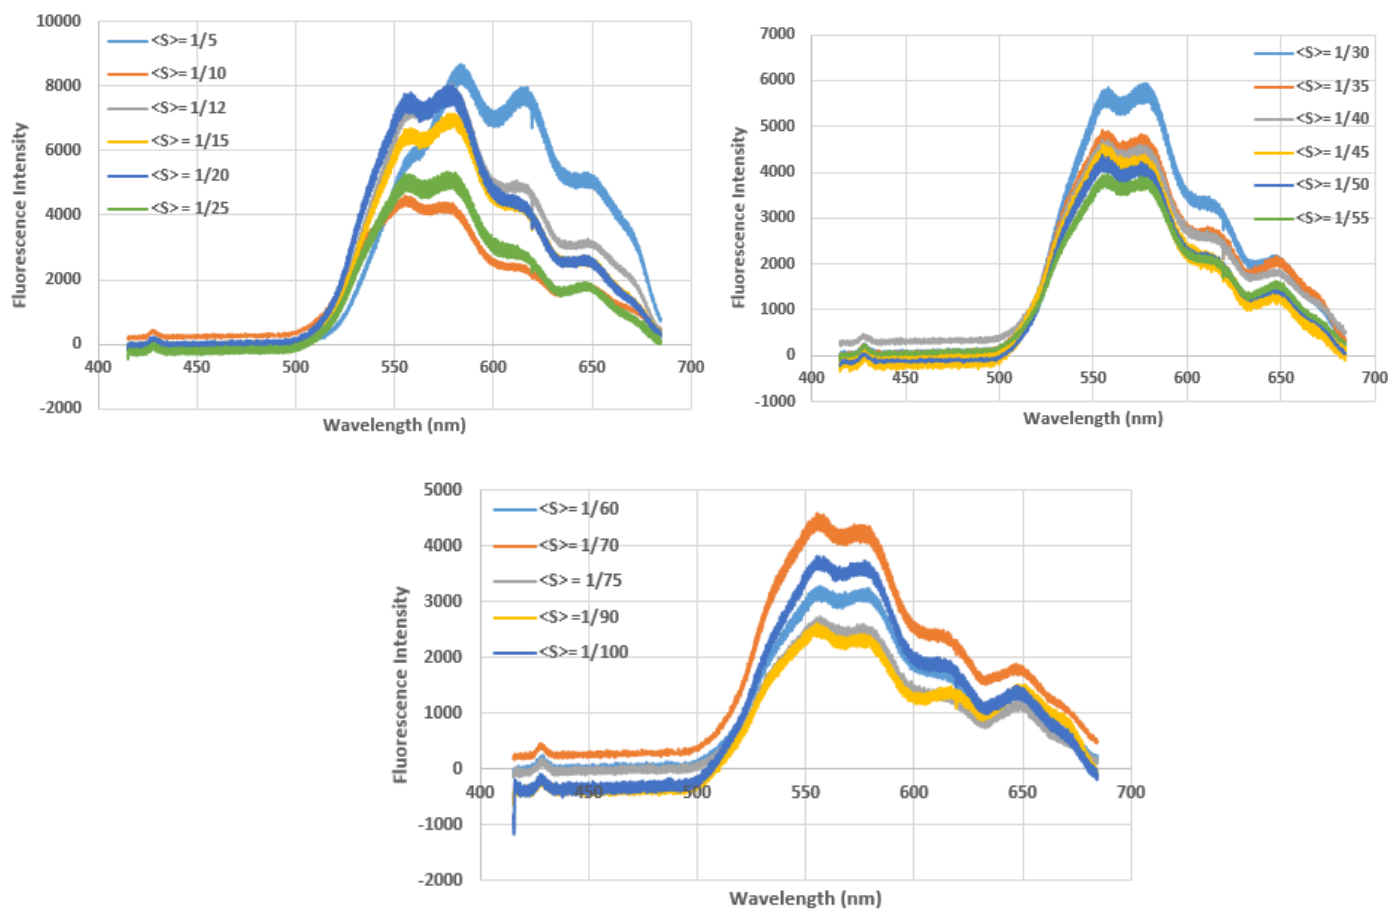 10000
8000
6000
4000
2000
0
-2000
400
450
500
550
600
650
700
Fluorescence Intensity
Wavelength (nm)
<S>= 1/5
<S>= 1/10
<S>= 1/12
<S>= 1/15
<S>= 1/20
<S>= 1/25
7000
6000
5000
4000
3000
2000
1000
0
-1000
400
450
500
550
600
650
700
Fluorescence Intensity
Wavelength (nm)
<S>= 1/30
<S>= 1/35
<S>= 1/40
<S>= 1/45
<S>= 1/50
<S>= 1/55
5000
4000
3000
2000
1000
0
-1000
-2000
400
450
500
550
600
650
700
Fluorescence Intensity
Wavelength (nm)
<S>= 1/60
<S>= 1/70
<S> = 1/75
<S> =1/90
<S>= 1/100